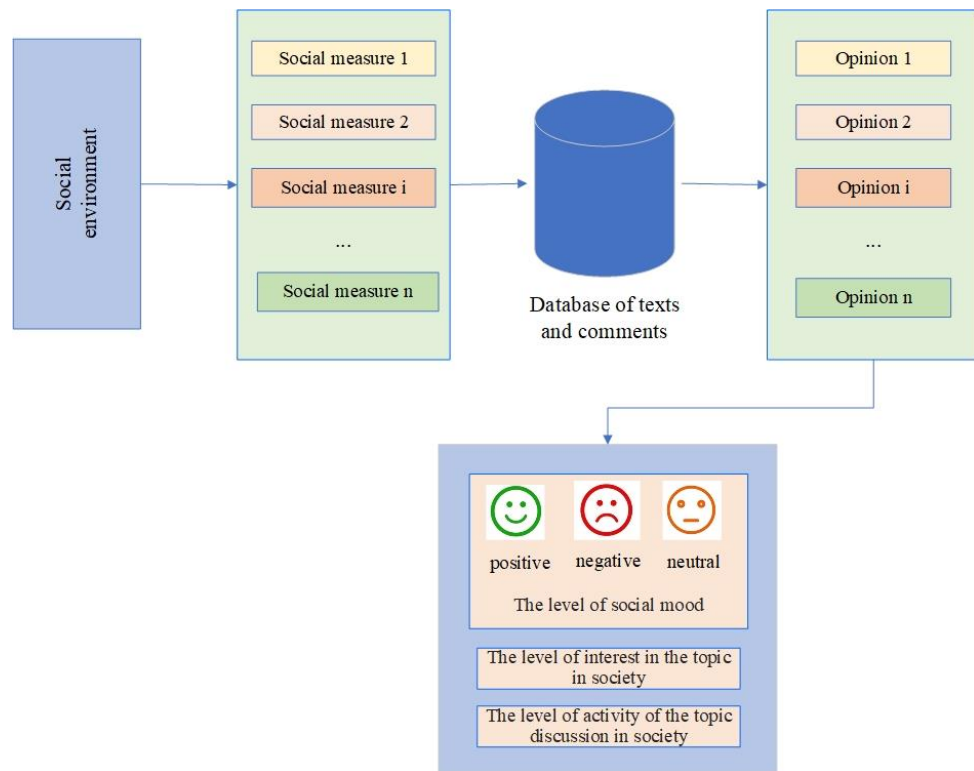 Social
environment
Social measure 1
Social measure 2
Social measure i
...
Social measure n
Database of texts
and comments
Opinion 1
Opinion 2
Opinion i
...
Opinion n
positive
negative
neutral
The level of social mood
The level of interest in the topic
in society
The level of activity of the topic
discussion in society